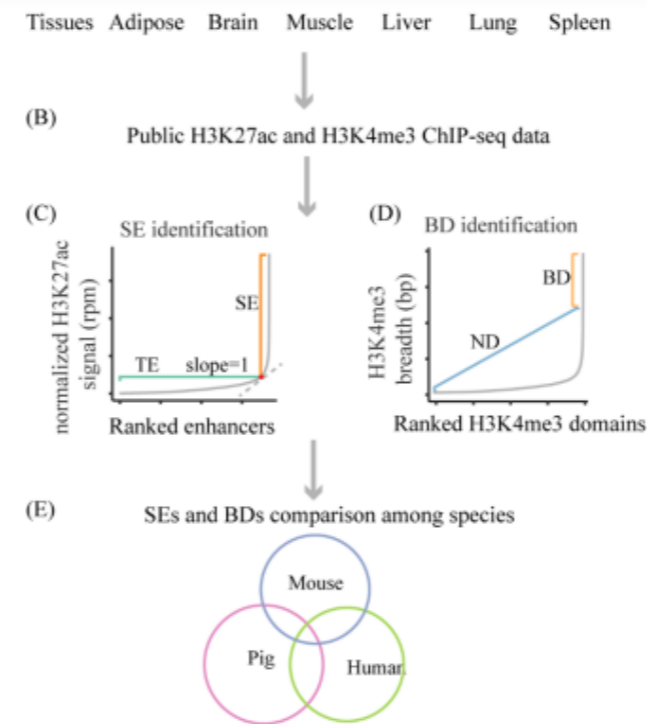 Tissues Adipose Brain Muscle Liver Lung Spleen
(B)
Public H3K27ac and H3K4me3 ChIP-seq data
(C)
SE identification
normalized H3K27ac
signal (rpm)
SE
TE slope=1
Ranked enhancers
(D)
BD identification
H3K4me3
breadth (bp)
BD
ND
Ranked H3K4me3 domains
(E)
SEs and BDs comparison among species
Mouse
Pig
Human